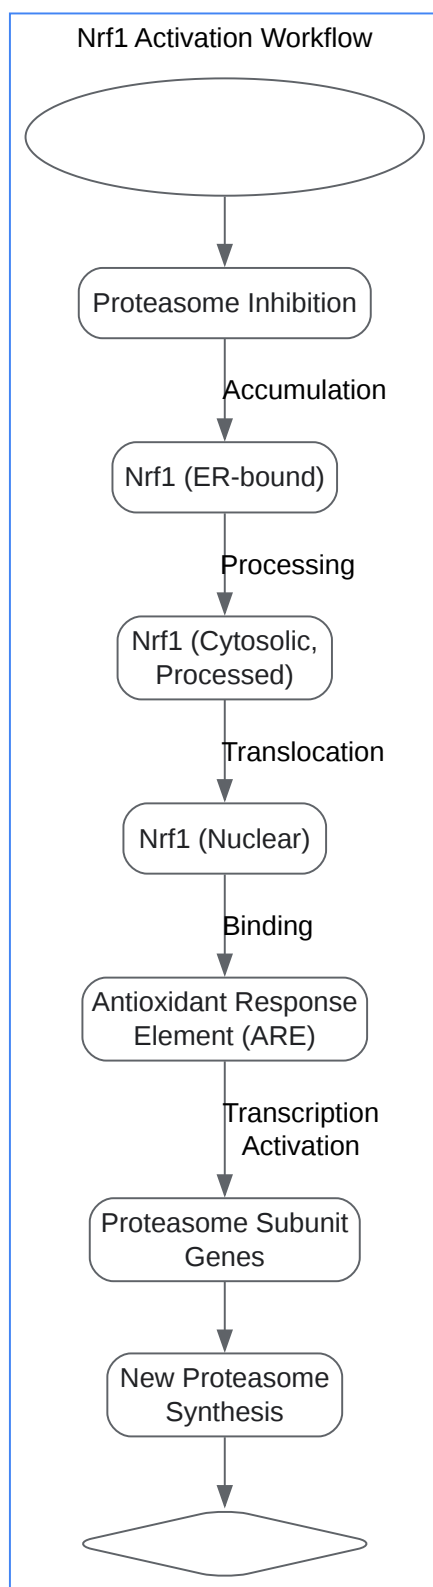 Nrf1 Activation Workflow
Proteasome Inhibition
Accumulation
Nrf1 (ER-bound)
Processing
Nrf1 (Cytosolic,
Processed)
Translocation
Nrf1 (Nuclear)
Binding
Antioxidant Response
Element (ARE)
Transcription
Activation
Proteasome Subunit
Genes
New Proteasome
Synthesis